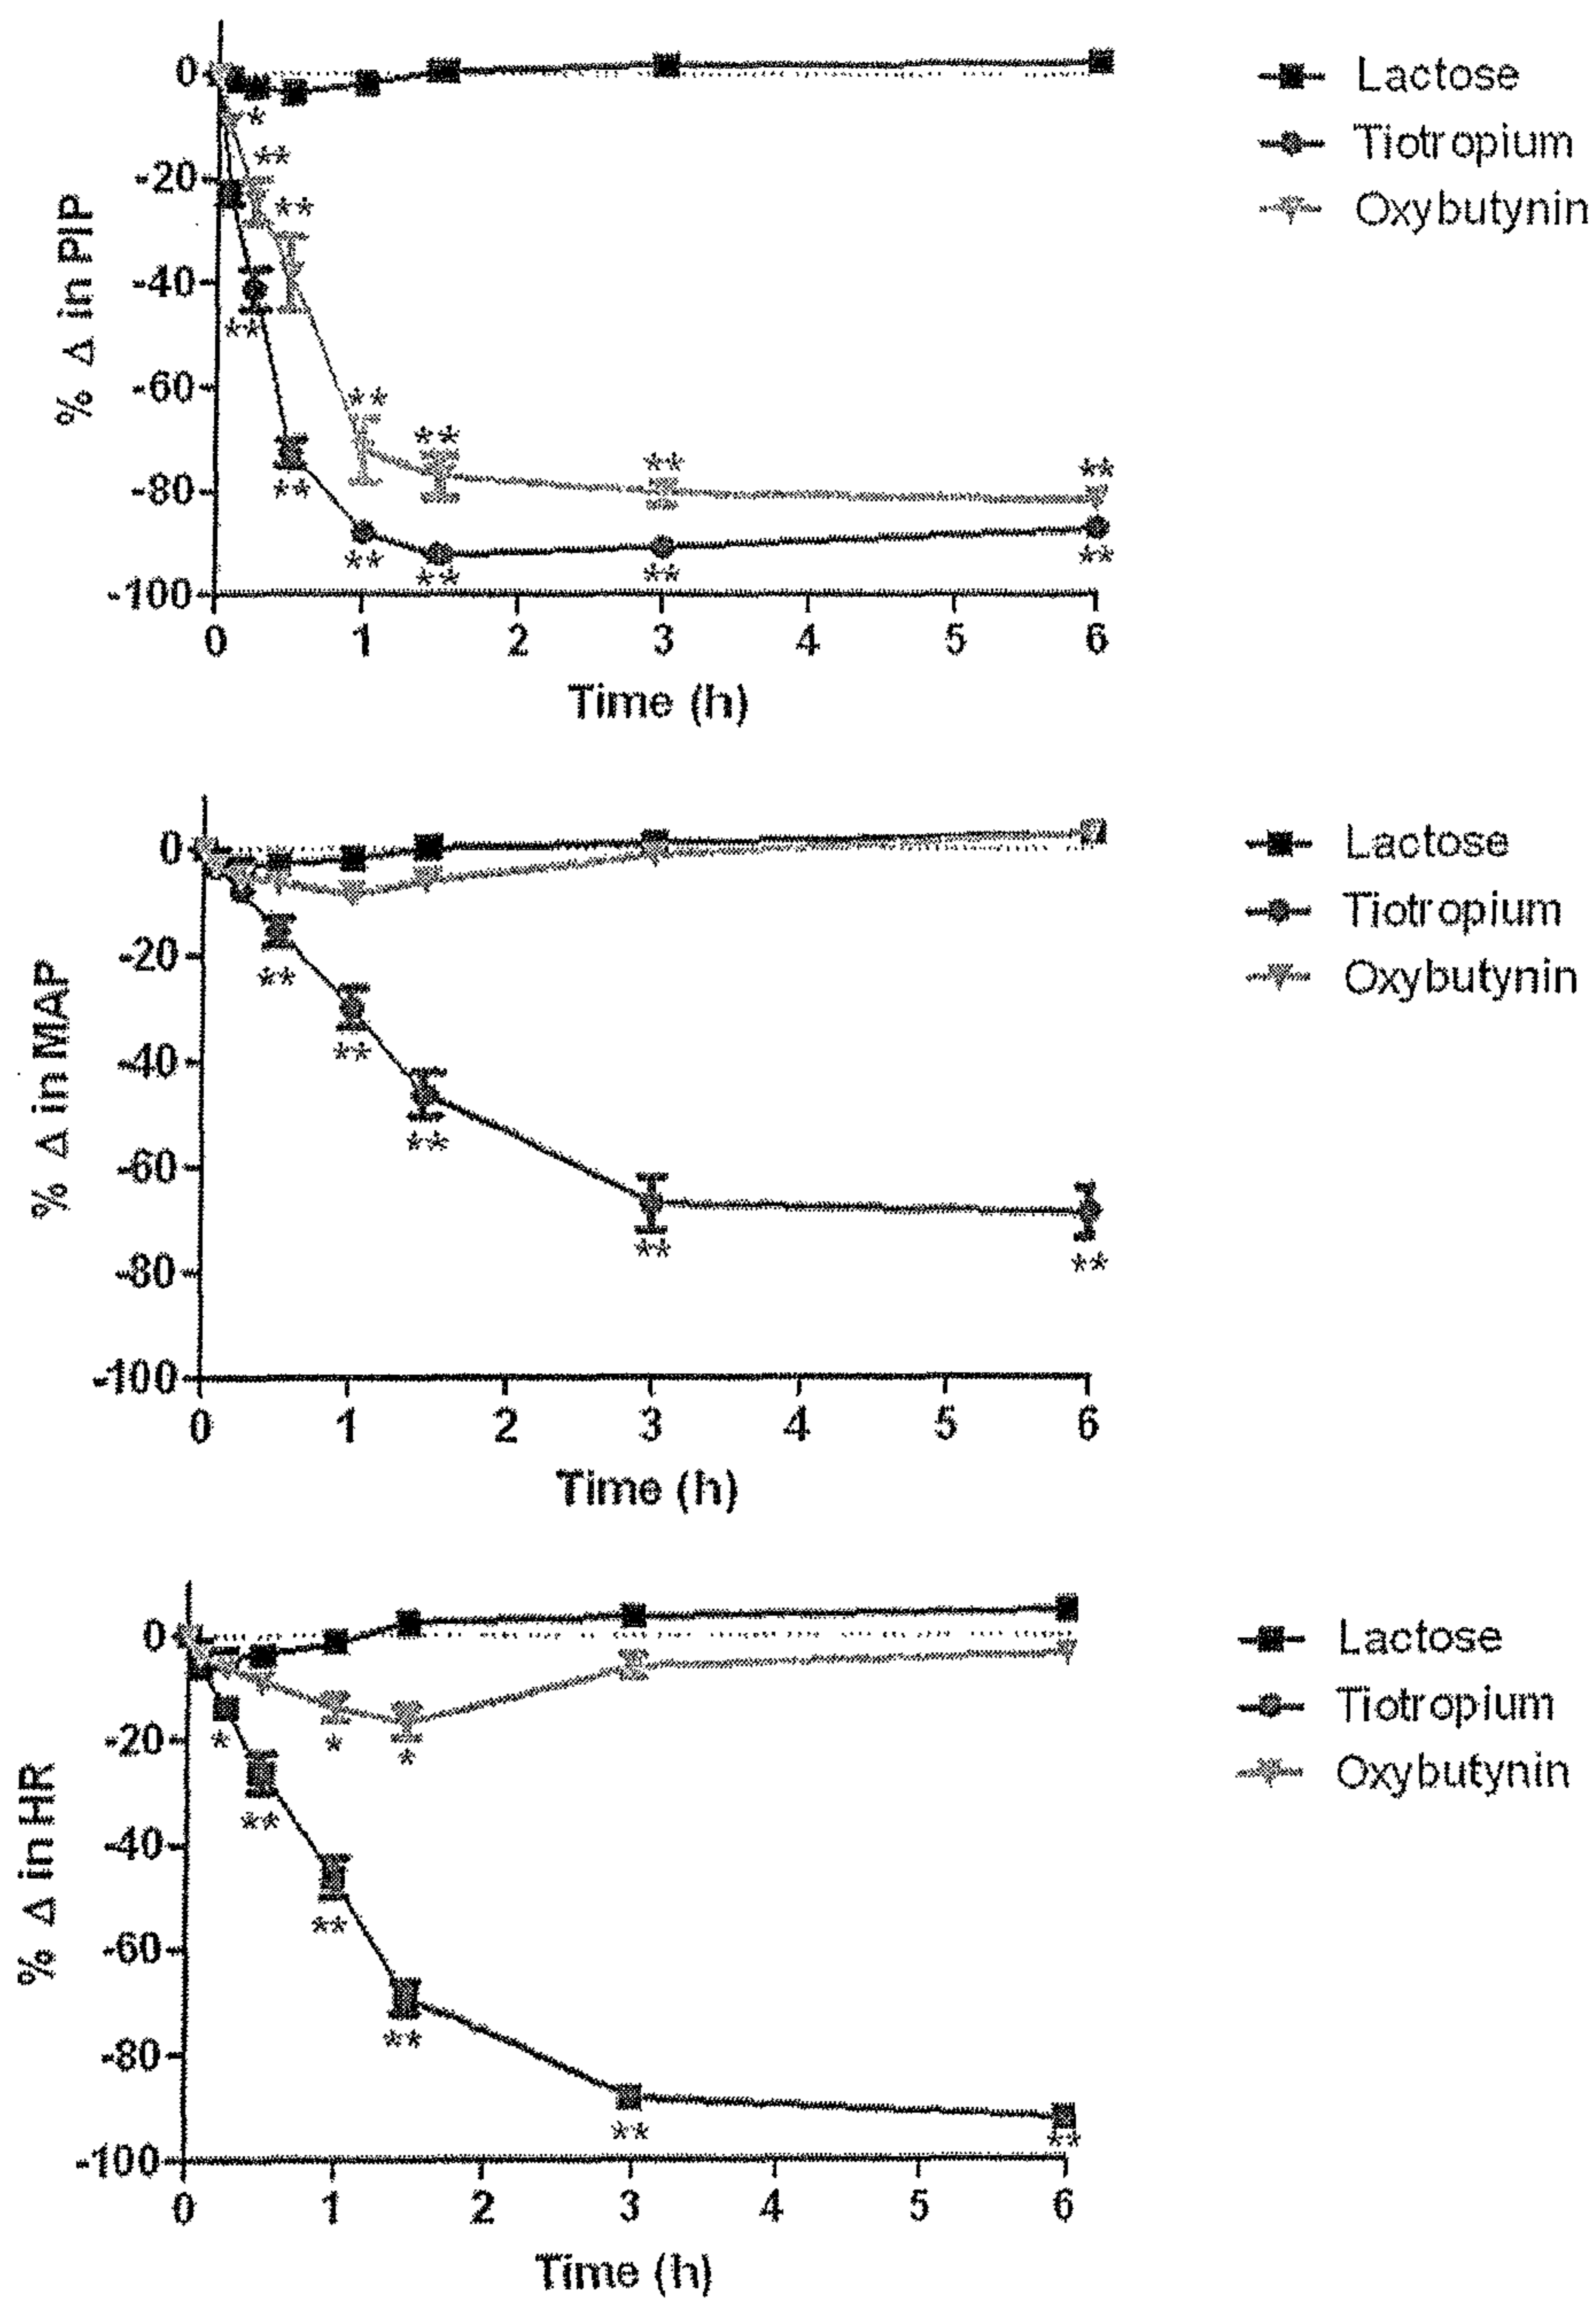 0
-20
-40
-60
-80
-100
% Δ in PIP
*
**
**
**
**
**
**
**
**
**
**
**
**
0 1 2 3 4 5 6
Time (h)
Lactose
Tiotropium
Oxybutynin
0
-20
-40
-60
-80
-100
% Δ in MAP
**
**
**
**
**
0 1 2 3 4 5 6
Time (h)
Lactose
Tiotropium
Oxybutynin
0
-20
-40
-60
-80
-100
% Δ in HR
*
*
*
**
**
**
**
**
0 1 2 3 4 5 6
Time (h)
Lactose
Tiotropium
Oxybutynin